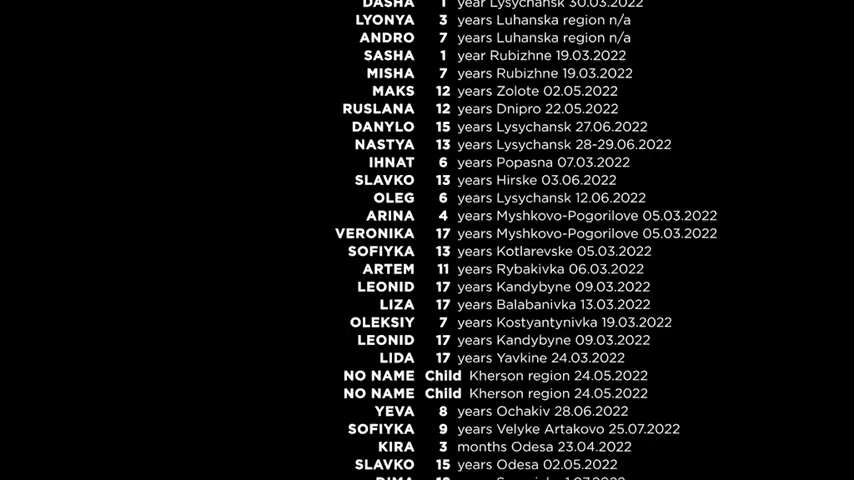 DASHA 1 year Lysychansk 30.03.2022
LYONYA 3 years Luhanska region n/a
ANDRO 7 years Luhanska region n/a
SASHA 1 year Rubizhne 19.03.2022
MISHA 7 years Rubizhne 19.03.2022
MAKS 12 years Zolote 02.05.2022
RUSLANA 12 years Dnipro 22.05.2022
DANYLO 15 years Lysychansk 27.06.2022
NASTYA 13 years Lysychansk 28-29.06.2022
IHNAT 6 years Popasna 07.03.2022
SLAVKO 13 years Hirske 03.06.2022
OLEG 6 years Lysychansk 12.06.2022
ARINA 4 years Myshkovo-Pogorilove 05.03.2022
VERONIKA 17 years Myshkovo-Pogorilove 05.03.2022
SOFIYKA 13 years Kotlarevske 05.03.2022
ARTEM 11 years Rybakivka 06.03.2022
LEONID 17 years Kandybyne 09.03.2022
LIZA 17 years Balabanivka 13.03.2022
OLEKSIY 7 years Kostyantynivka 19.03.2022
LEONID 17 years Kandybyne 09.03.2022
LIDA 17 years Yavkine 24.03.2022
NO NAME Child Kherson region 24.05.2022
NO NAME Child Kherson region 24.05.2022
YEVA 8 years Ochakiv 28.06.2022
SOFIYKA 9 years Velyke Artakovo 25.07.2022
KIRA 3 months Odesa 23.04.2022
SLAVKO 15 years Odesa 02.05.2022